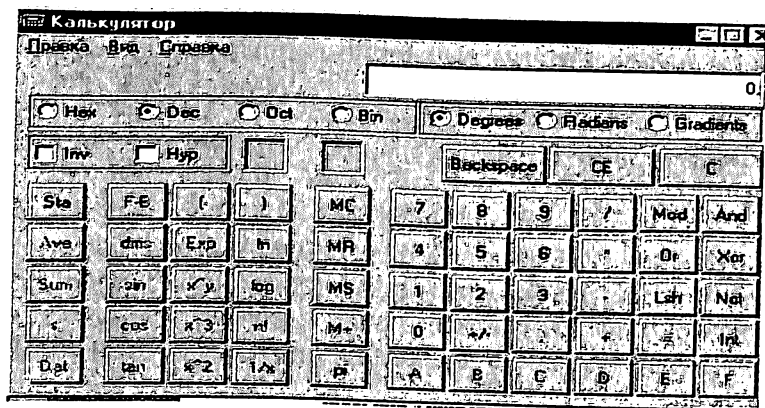 Калькулятор
Правка Вид Справка
0.
Hex Dec Oct Bin Degrees Radians Gradients
Inv Hyp Backspace CE C
Sta F-E ( ) MC 7 8 9 / Mod And
Ave dms Exp ln MR 4 5 6 * Or Xor
Sum sin x^y log MS 1 2 3 - Lsh Not
s cos x^3 n! M+ 0 +/- . + = Int
Dat tan x^2 1/x pi A B C D E F